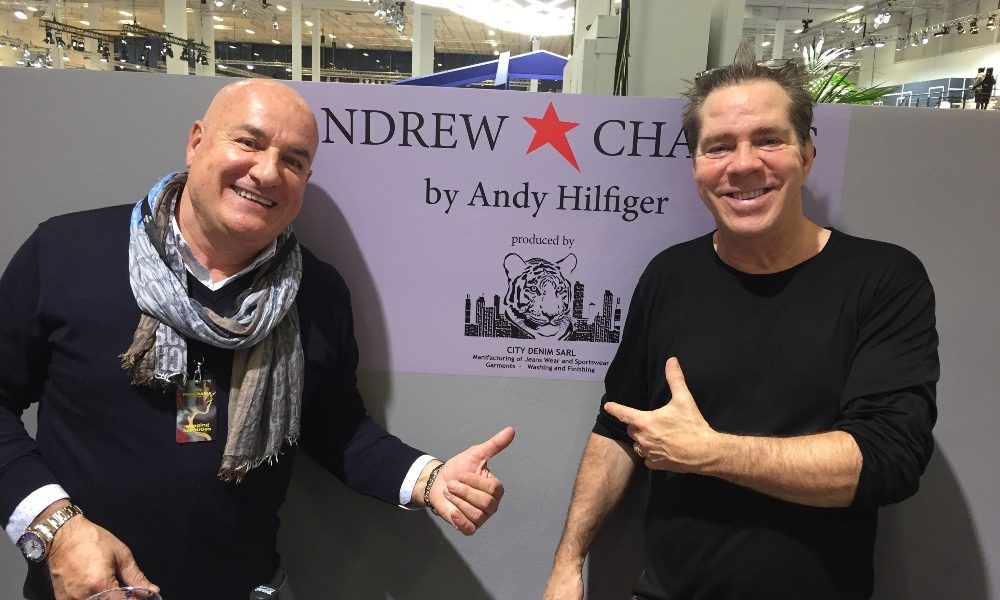 NDREW CHA S
by Andy Hilfiger
produced by
CITY DENIM SARL
Manifacturing of Jeans Wear and Sportswear
Garments - Washing and Finishing